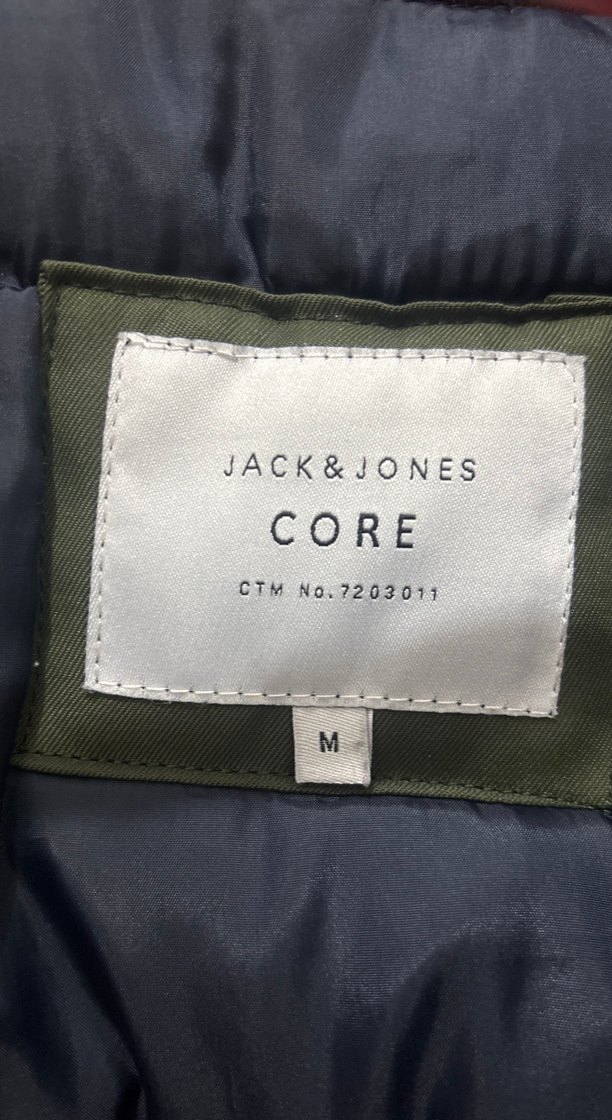 JACK & JONES
CORE
CTM No. 7203011
M